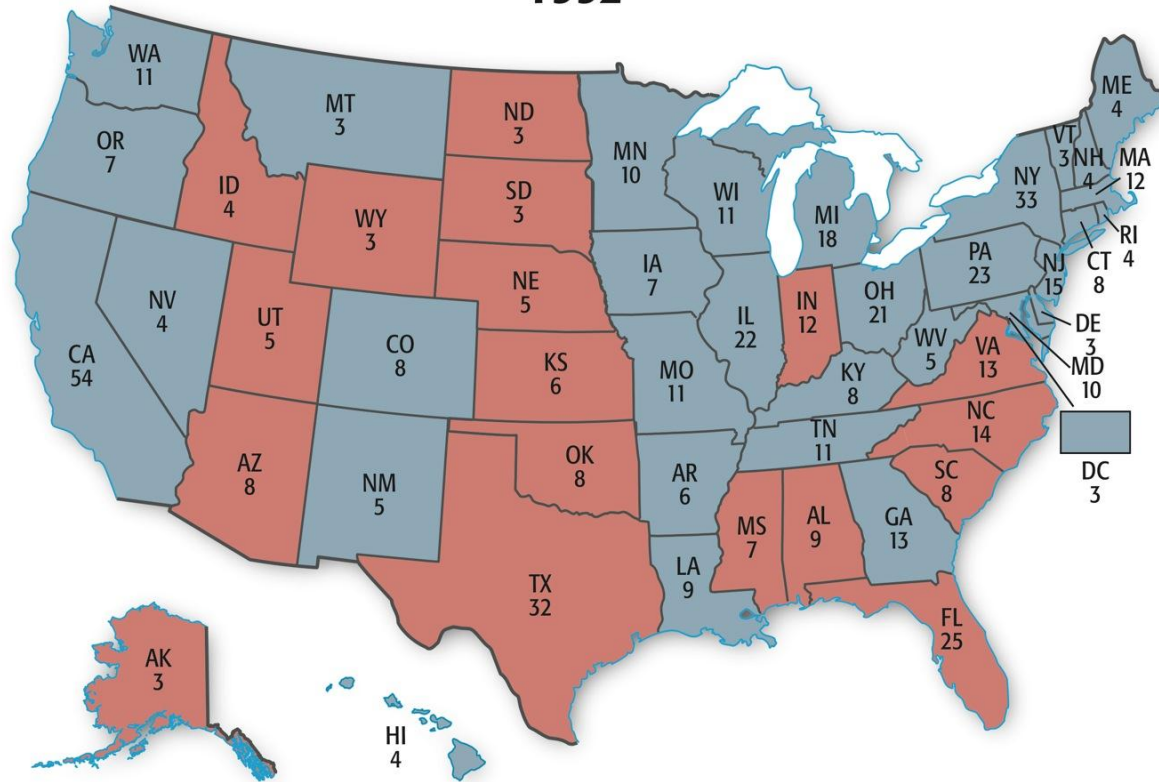 1992
WA
11
OR
7
CA
54
NV
4
ID
4
MT
3
WY
3
UT
5
AZ
8
CO
8
NM
5
ND
3
SD
3
NE
5
KS
6
OK
8
TX
32
MN
10
IA
7
MO
11
AR
6
LA
9
WI
11
IL
22
MI
18
IN
12
OH
21
KY
8
TN
11
MS
7
AL
9
GA
13
FL
25
SC
8
NC
14
VA
13
WV
5
PA
23
NY
33
VT
3
NH
4
ME
4
MA
12
RI
4
CT
8
NJ
15
DE
3
MD
10
DC
3
AK
3
HI
4